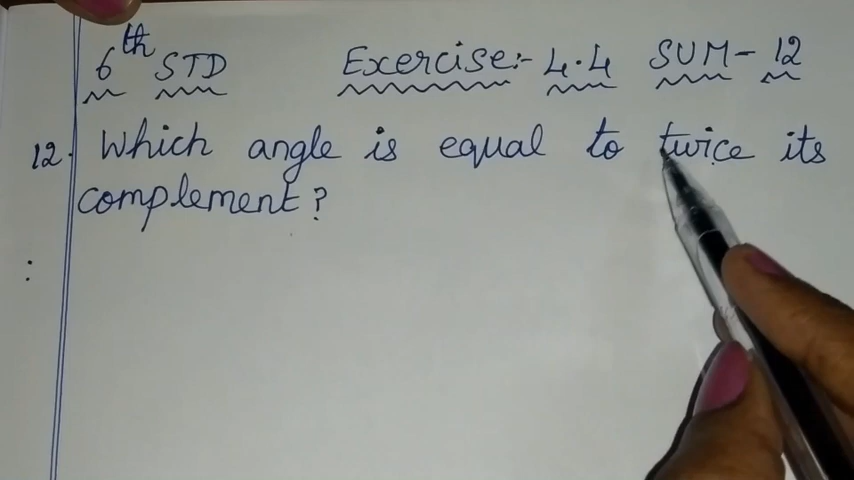 6th STD Exercise:- 4.4 SUM - 12
12. Which angle is equal to twice its
complement?
: